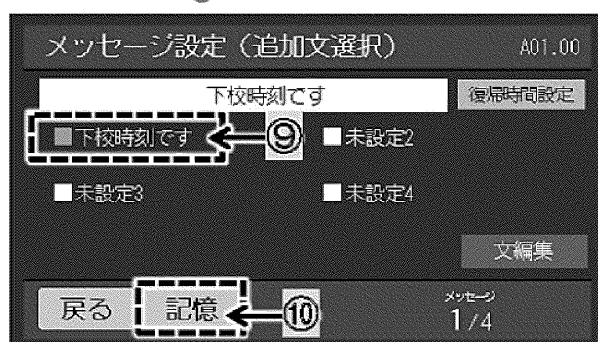 メッセージ設定（追加文選択） A01.00
下校時刻です 復帰時間設定
■下校時刻です ⑨ 未設定2
未設定3 未設定4
文編集
戻る 記憶 ⑩ メッセージ 1/4